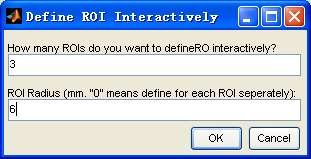 Define ROI Interactively
How many ROIs do you want to defineRO interactively?
3
ROI Radius (mm. "0" means define for each ROI seperately):
6
OK Cancel